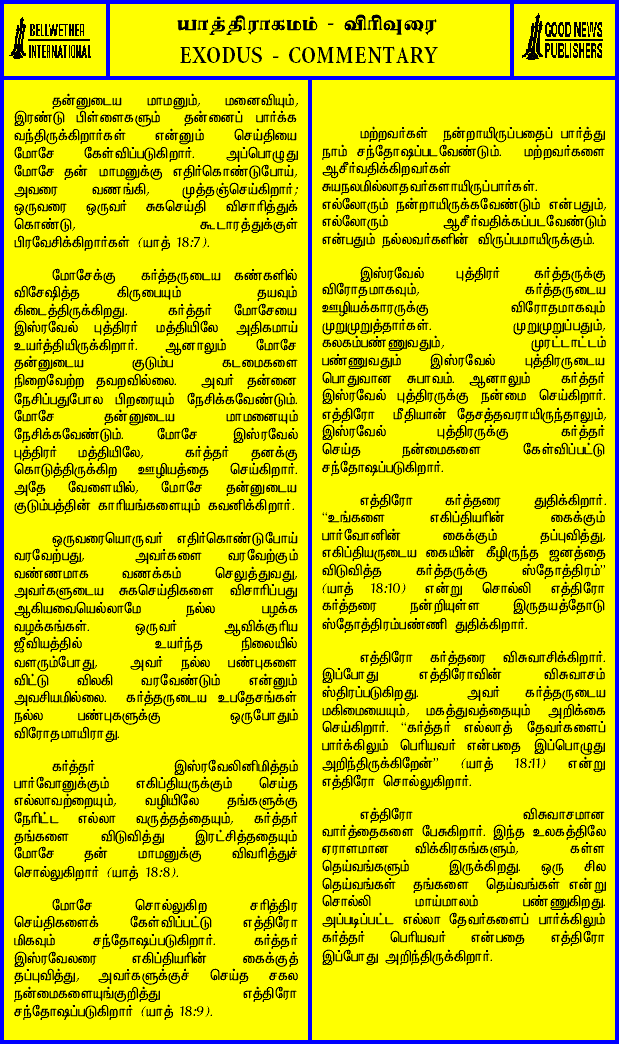 BELLWETHER
INTERNATIONAL
யாத்திராகமம் - விரிவுரை
EXODUS - COMMENTARY
GOOD NEWS
PUBLISHERS
தன்னுடைய மாமனும், மனைவியும்,
இரண்டு பிள்ளைகளும் தன்னைப் பார்க்க
வந்திருக்கிறார்கள் என்னும் செய்தியை
மோசே கேள்விப்படுகிறார். அப்பொழுது
மோசே தன் மாமனுக்கு எதிர்கொண்டுபோய்,
அவரை வணங்கி, முத்தஞ்செய்கிறார்;
ஒருவரை ஒருவர் சுகசெய்தி விசாரித்துக்
கொண்டு, கூடாரத்துக்குள்
பிரவேசிக்கிறார்கள் (யாத் 18:7).
மோசேக்கு கர்த்தருடைய கண்களில்
விசேஷித்த கிருபையும் தயவும்
கிடைத்திருக்கிறது. கர்த்தர் மோசேயை
இஸ்ரவேல் புத்திரர் மத்தியிலே அதிகமாய்
உயர்த்தியிருக்கிறார். ஆனாலும் மோசே
தன்னுடைய குடும்ப கடமைகளை
நிறைவேற்ற தவறவில்லை. அவர் தன்னை
நேசிப்பதுபோல பிறரையும் நேசிக்கவேண்டும்.
மோசே தன்னுடைய மாமனையும்
நேசிக்கவேண்டும். மோசே இஸ்ரவேல்
புத்திரர் மத்தியிலே, கர்த்தர் தனக்கு
கொடுத்திருக்கிற ஊழியத்தை செய்கிறார்.
அதே வேளையில், மோசே தன்னுடைய
குடும்பத்தின் காரியங்களையும் கவனிக்கிறார்.
ஒருவரையொருவர் எதிர்கொண்டுபோய்
வரவேற்பது, அவர்களை வரவேற்கும்
வண்ணமாக வணக்கம் செலுத்துவது,
அவர்களுடைய சுகசெய்திகளை விசாரிப்பது
ஆகியவையெல்லாமே நல்ல பழக்க
வழக்கங்கள். ஒருவர் ஆவிக்குரிய
ஜீவியத்தில் உயர்ந்த நிலையில்
வளரும்போது, அவர் நல்ல பண்புகளை
விட்டு விலகி வரவேண்டும் என்னும்
அவசியமில்லை. கர்த்தருடைய உபதேசங்கள்
நல்ல பண்புகளுக்கு ஒருபோதும்
விரோதமாயிராது.
கர்த்தர் இஸ்ரவேலினிமித்தம்
பார்வோனுக்கும் எகிப்தியருக்கும் செய்த
எல்லாவற்றையும், வழியிலே தங்களுக்கு
நேரிட்ட எல்லா வருத்தத்தையும், கர்த்தர்
தங்களை விடுவித்து இரட்சித்ததையும்
மோசே தன் மாமனுக்கு விவரித்துச்
சொல்லுகிறார் (யாத் 18:8).
மோசே சொல்லுகிற சரித்திர
செய்திகளைக் கேள்விப்பட்டு எத்திரோ
மிகவும் சந்தோஷப்படுகிறார். கர்த்தர்
இஸ்ரவேலரை எகிப்தியரின் கைக்குத்
தப்புவித்து, அவர்களுக்குச் செய்த சகல
நன்மைகளையுங்குறித்து எத்திரோ
சந்தோஷப்படுகிறார் (யாத் 18:9).
மற்றவர்கள் நன்றாயிருப்பதைப் பார்த்து
நாம் சந்தோஷப்படவேண்டும். மற்றவர்களை
ஆசீர்வதிக்கிறவர்கள்
சுயநலமில்லாதவர்களாயிருப்பார்கள்.
எல்லோரும் நன்றாயிருக்கவேண்டும் என்பதும்,
எல்லோரும் ஆசீர்வதிக்கப்படவேண்டும்
என்பதும் நல்லவர்களின் விருப்பமாயிருக்கும்.
இஸ்ரவேல் புத்திரர் கர்த்தருக்கு
விரோதமாகவும், கர்த்தருடைய
ஊழியக்காரருக்கு விரோதமாகவும்
முறுமுறுத்தார்கள். முறுமுறுப்பதும்,
கலகம்பண்ணுவதும், முரட்டாட்டம்
பண்ணுவதும் இஸ்ரவேல் புத்திரருடைய
பொதுவான சுபாவம். ஆனாலும் கர்த்தர்
இஸ்ரவேல் புத்திரருக்கு நன்மை செய்கிறார்.
எத்திரோ மீதியான் தேசத்தவராயிருந்தாலும்,
இஸ்ரவேல் புத்திரருக்கு கர்த்தர்
செய்த நன்மைகளை கேள்விப்பட்டு
சந்தோஷப்படுகிறார்.
எத்திரோ கர்த்தரை துதிக்கிறார்.
“உங்களை எகிப்தியரின் கைக்கும்
பார்வோனின் கைக்கும் தப்புவித்து,
எகிப்தியருடைய கையின் கீழிருந்த ஜனத்தை
விடுவித்த கர்த்தருக்கு ஸ்தோத்திரம்”
(யாத் 18:10) என்று சொல்லி எத்திரோ
கர்த்தரை நன்றியுள்ள இருதயத்தோடு
ஸ்தோத்திரம்பண்ணி துதிக்கிறார்.
எத்திரோ கர்த்தரை விசுவாசிக்கிறார்.
இப்போது எத்திரோவின் விசுவாசம்
ஸ்திரப்படுகிறது. அவர் கர்த்தருடைய
மகிமையையும், மகத்துவத்தையும் அறிக்கை
செய்கிறார். “கர்த்தர் எல்லாத் தேவர்களைப்
பார்க்கிலும் பெரியவர் என்பதை இப்பொழுது
அறிந்திருக்கிறேன்” (யாத் 18:11) என்று
எத்திரோ சொல்லுகிறார்.
எத்திரோ விசுவாசமான
வார்த்தைகளை பேசுகிறார். இந்த உலகத்திலே
ஏராளமான விக்கிரகங்களும், கள்ள
தெய்வங்களும் இருக்கிறது. ஒரு சில
தெய்வங்கள் தங்களை தெய்வங்கள் என்று
சொல்லி மாய்மாலம் பண்ணுகிறது.
அப்படிப்பட்ட எல்லா தேவர்களைப் பார்க்கிலும்
கர்த்தர் பெரியவர் என்பதை எத்திரோ
இப்போது அறிந்திருக்கிறார்.